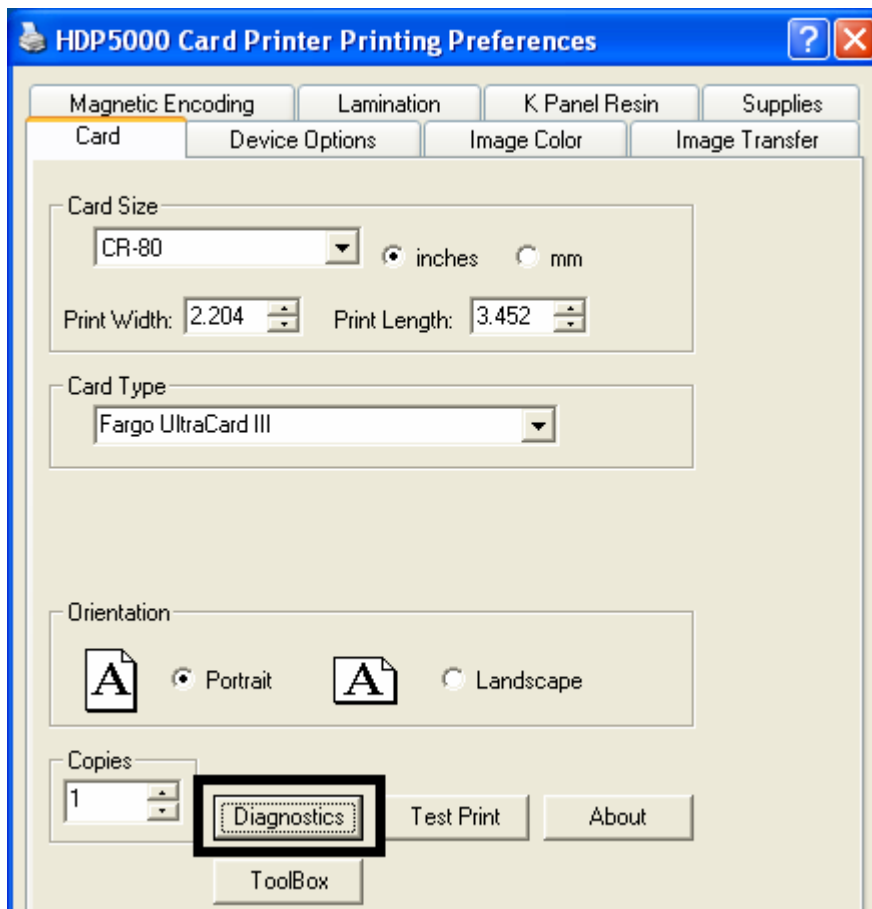 HDP5000 Card Printer Printing Preferences
Magnetic Encoding Lamination K Panel Resin Supplies
Card Device Options Image Color Image Transfer
Card Size
CR-80 inches mm
Print Width: 2.204 Print Length: 3.452
Card Type
Fargo UltraCard III
Orientation
A Portrait A Landscape
Copies
1 Diagnostics Test Print About
ToolBox